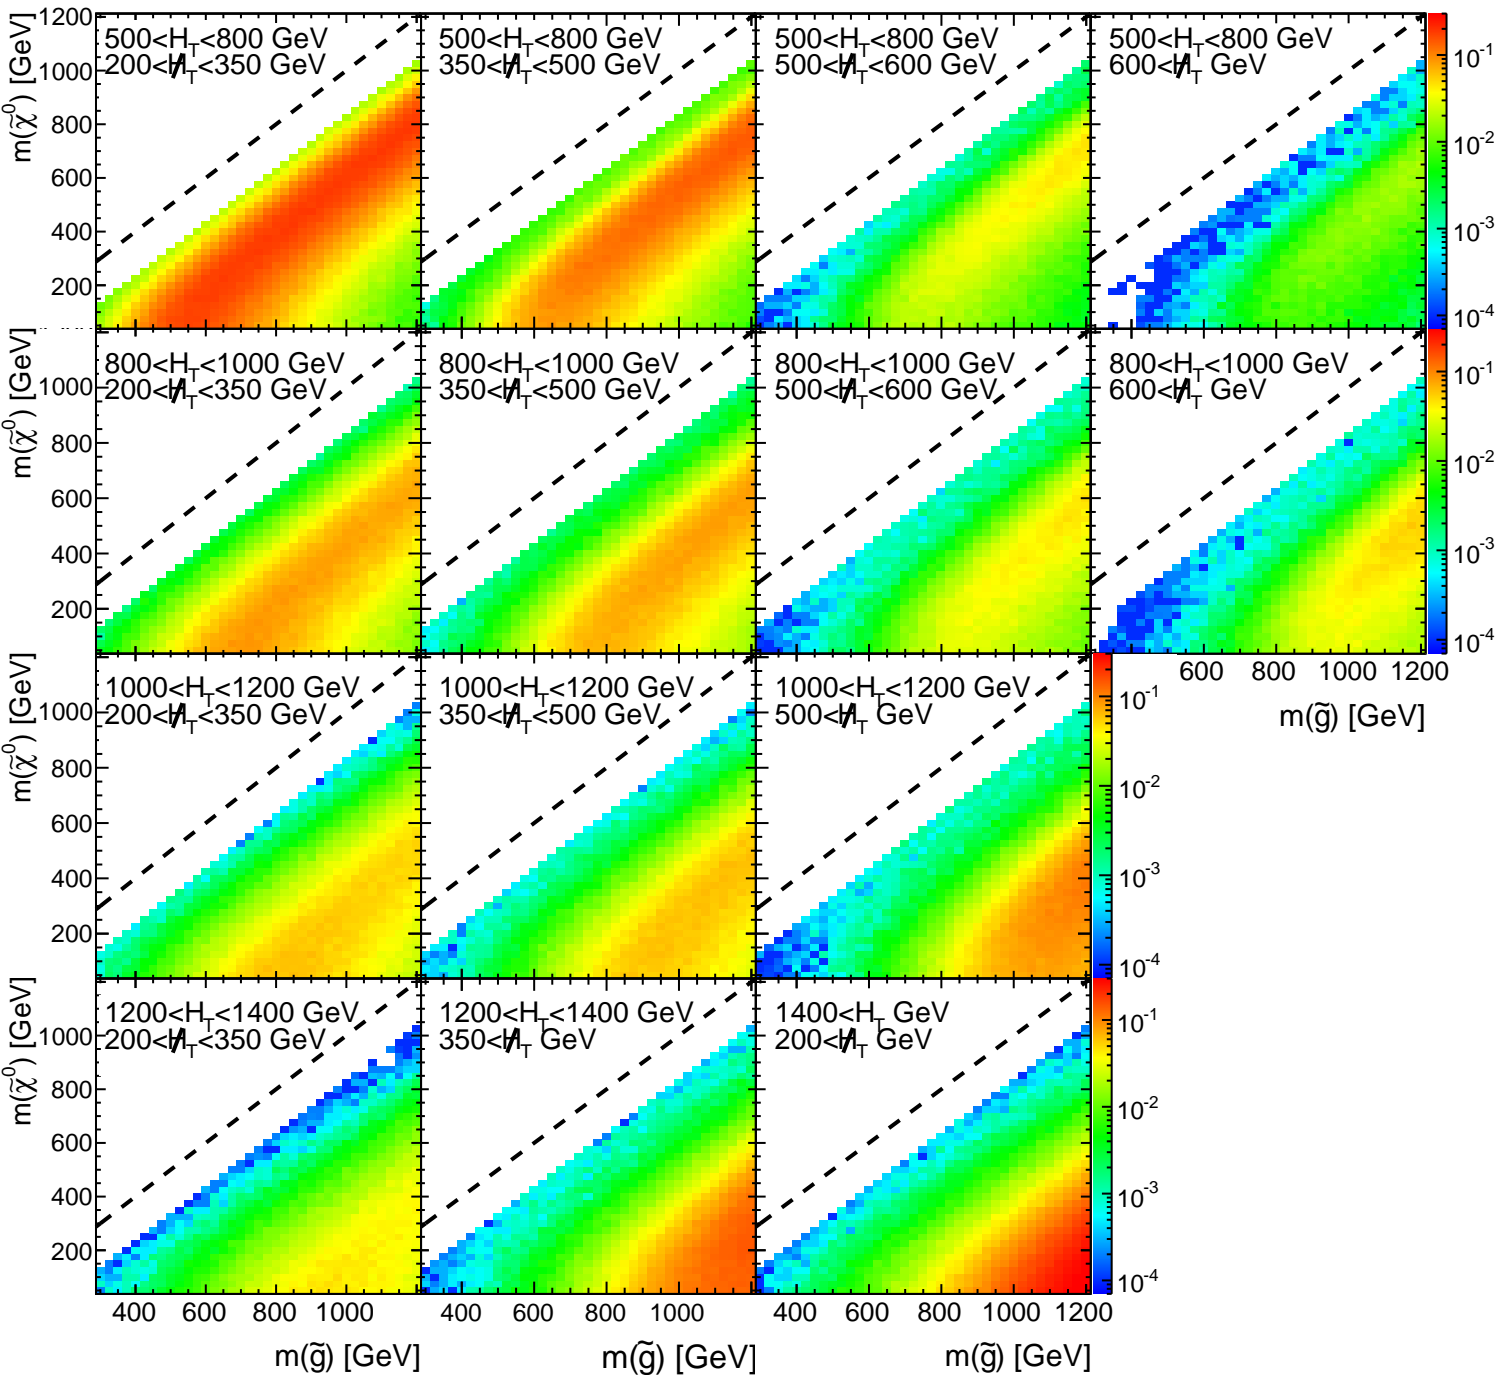 m(χ̃⁰) [GeV]
1200
1000
800
600
400
200
500<H_T<800 GeV
200<H̸_T<350 GeV
500<H_T<800 GeV
350<H̸_T<500 GeV
500<H_T<800 GeV
500<H̸_T<600 GeV
500<H_T<800 GeV
600<H̸_T GeV
10⁻¹
10⁻²
10⁻³
10⁻⁴
m(χ̃⁰) [GeV]
1000
800
600
400
200
800<H_T<1000 GeV
200<H̸_T<350 GeV
800<H_T<1000 GeV
350<H̸_T<500 GeV
800<H_T<1000 GeV
500<H̸_T<600 GeV
800<H_T<1000 GeV
600<H̸_T GeV
10⁻¹
10⁻²
10⁻³
10⁻⁴
600 800 1000 1200
m(g̃) [GeV]
m(χ̃⁰) [GeV]
1000
800
600
400
200
1000<H_T<1200 GeV
200<H̸_T<350 GeV
1000<H_T<1200 GeV
350<H̸_T<500 GeV
1000<H_T<1200 GeV
500<H̸_T GeV
10⁻¹
10⁻²
10⁻³
10⁻⁴
m(χ̃⁰) [GeV]
1000
800
600
400
200
1200<H_T<1400 GeV
200<H̸_T<350 GeV
1200<H_T<1400 GeV
350<H̸_T GeV
1400<H_T GeV
200<H̸_T GeV
10⁻¹
10⁻²
10⁻³
10⁻⁴
400 600 800 1000
400 600 800 1000
400 600 800 1000 1200
m(g̃) [GeV]
m(g̃) [GeV]
m(g̃) [GeV]